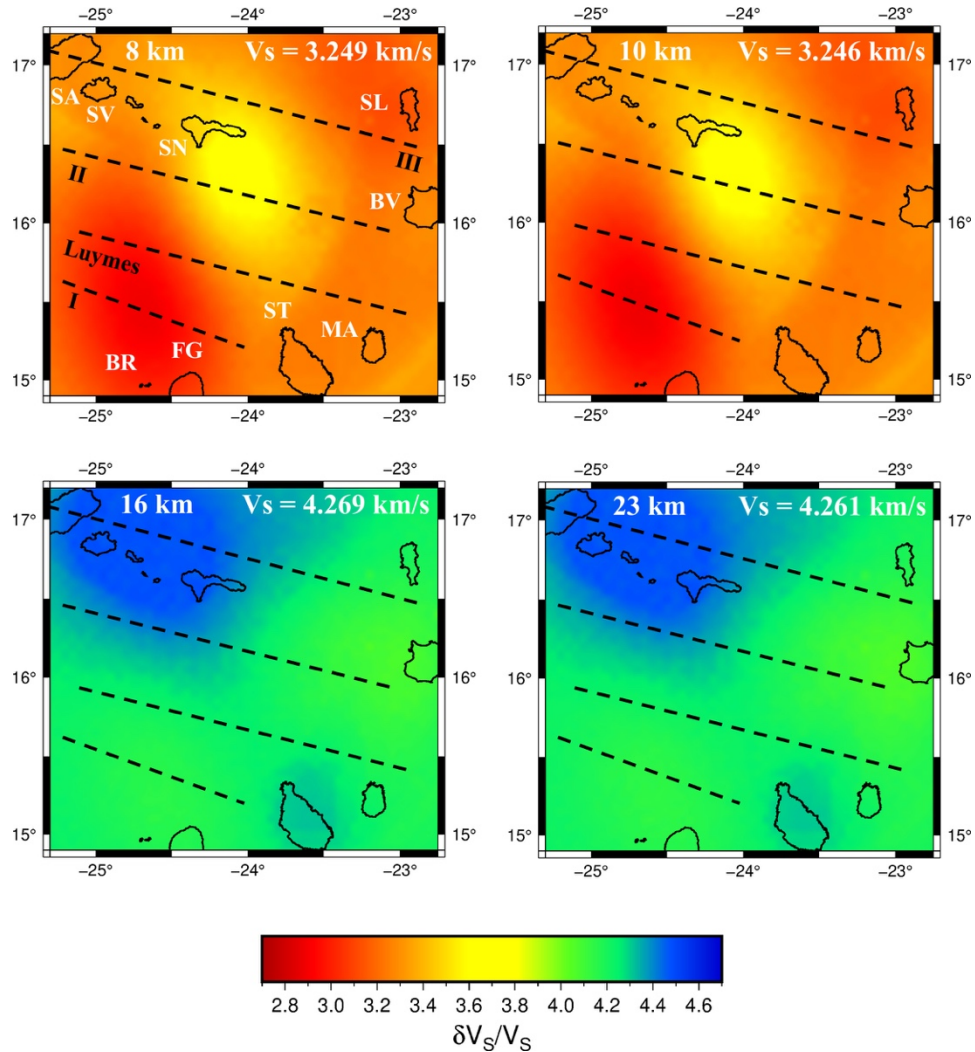 −25° −24° −23° −25° −24° −23°
8 km Vs = 3.249 km/s 10 km Vs = 3.246 km/s
17° 17° 17° 17°
SA SV SN SL
II III BV
16° 16° 16° 16°
Luymes
I ST MA
BR FG
15° 15° 15° 15°
−25° −24° −23° −25° −24° −23°
−25° −24° −23° −25° −24° −23°
16 km Vs = 4.269 km/s 23 km Vs = 4.261 km/s
17° 17° 17° 17°
16° 16° 16° 16°
15° 15° 15° 15°
−25° −24° −23° −25° −24° −23°
2.8 3.0 3.2 3.4 3.6 3.8 4.0 4.2 4.4 4.6
δV_S/V_S